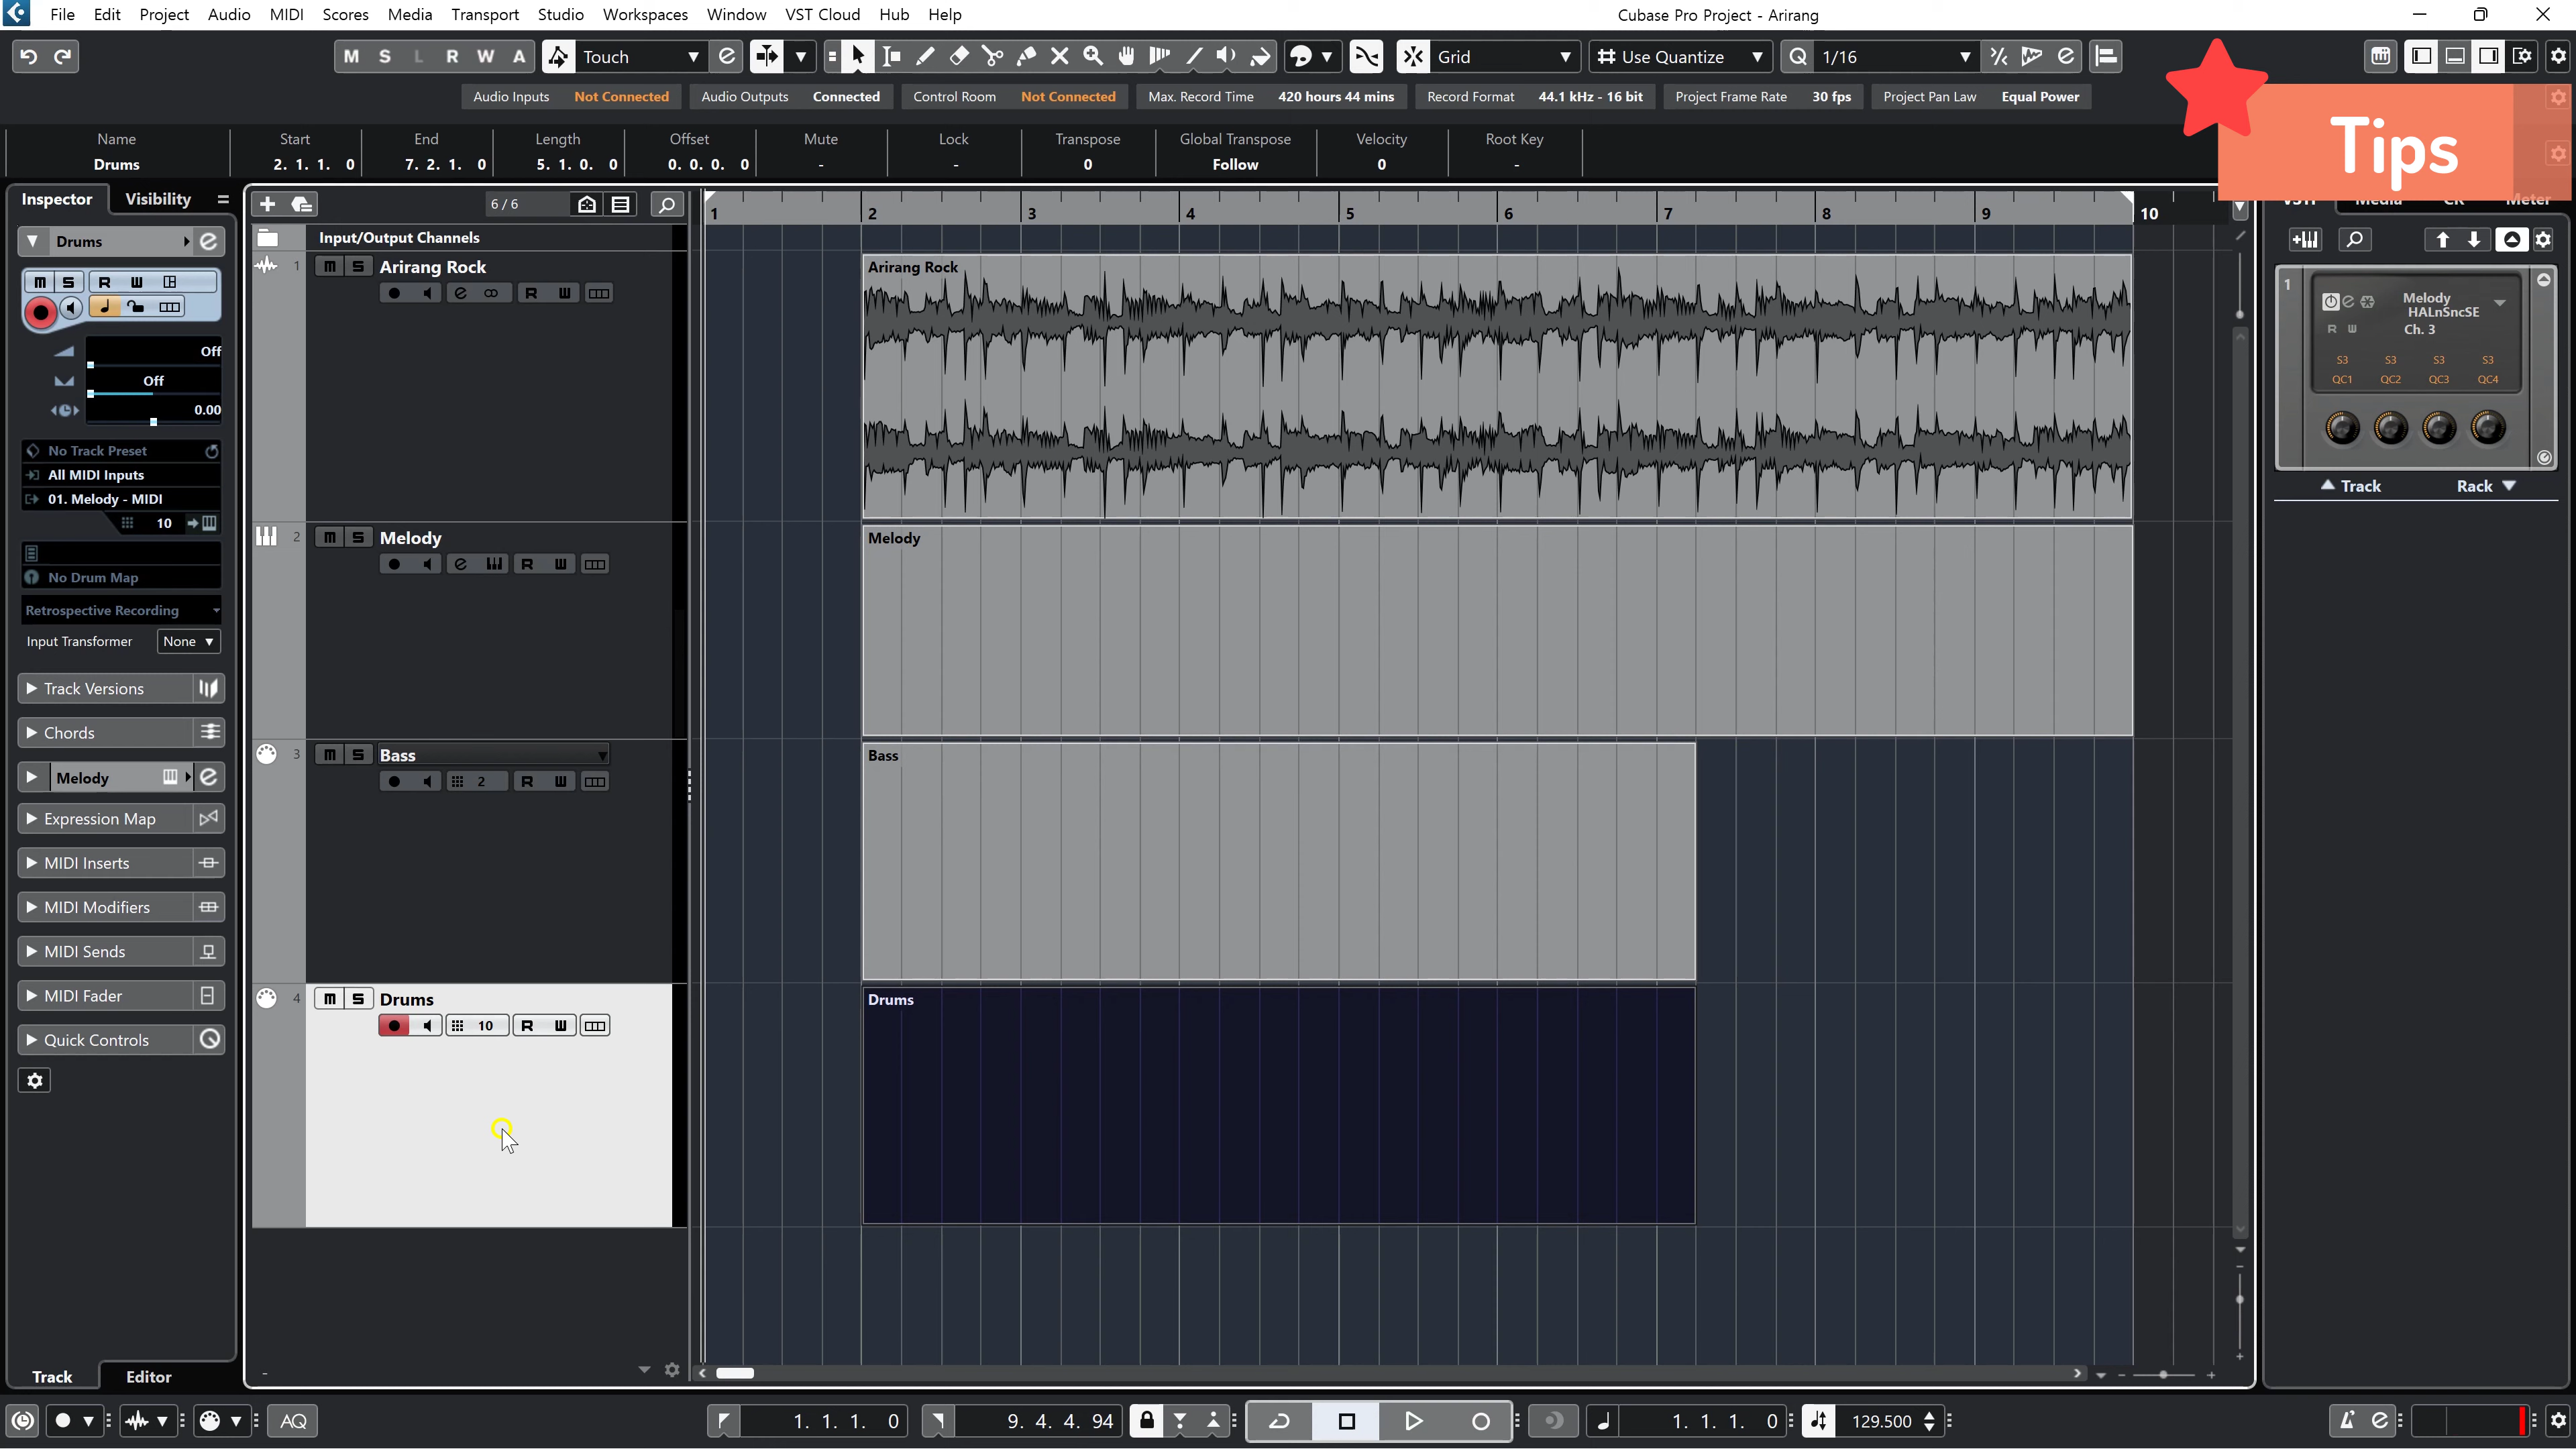 File Edit Project Audio MIDI Scores Media Transport Studio Workspaces Window VST Cloud Hub Help
Cubase Pro Project - Arirang
M S L R W A Touch Grid Use Quantize Q 1/16
Audio Inputs Not Connected Audio Outputs Connected Control Room Not Connected Max. Record Time 420 hours 44 mins Record Format 44.1 kHz - 16 bit Project Frame Rate 30 fps Project Pan Law Equal Power
Tips
Name Start End Length Offset Mute Lock Transpose Global Transpose Velocity Root Key
Drums 2. 1. 1. 0 7. 2. 1. 0 5. 1. 0. 0 0. 0. 0. 0 - - 0 Follow 0 -
Inspector Visibility
6 / 6
1 2 3 4 5 6 7 8 9 10
VSTi Media CR Meter
Drums
M S R W
Off
Off
0.00
No Track Preset
All MIDI Inputs
01. Melody - MIDI
10
No Drum Map
Retrospective Recording
Input Transformer None
Track Versions
Chords
Melody
Expression Map
MIDI Inserts
MIDI Modifiers
MIDI Sends
MIDI Fader
Quick Controls
Track Editor
Input/Output Channels
1 M S Arirang Rock
R W
2 M S Melody
R W
3 M S Bass
2 R W
4 M S Drums
10 R W
Arirang Rock
Melody
Bass
Drums
1
Melody
HALnSncSE
R W Ch. 3
S3 S3 S3 S3
QC1 QC2 QC3 QC4
Track Rack
AQ
1. 1. 1. 0
9. 4. 4. 94
1. 1. 1. 0
129.500